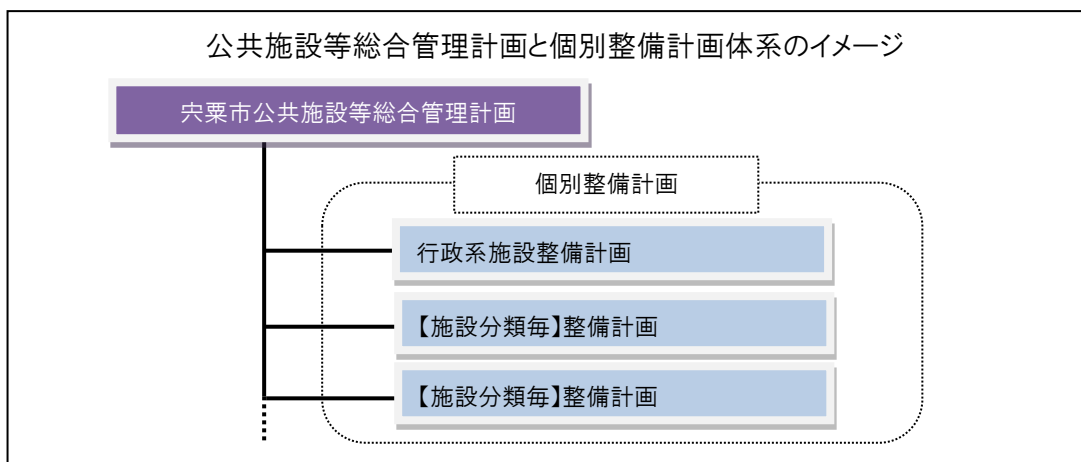 公共施設等総合管理計画と個別整備計画体系のイメージ
宍粟市公共施設等総合管理計画
個別整備計画
行政系施設整備計画
【施設分類毎】整備計画
【施設分類毎】整備計画